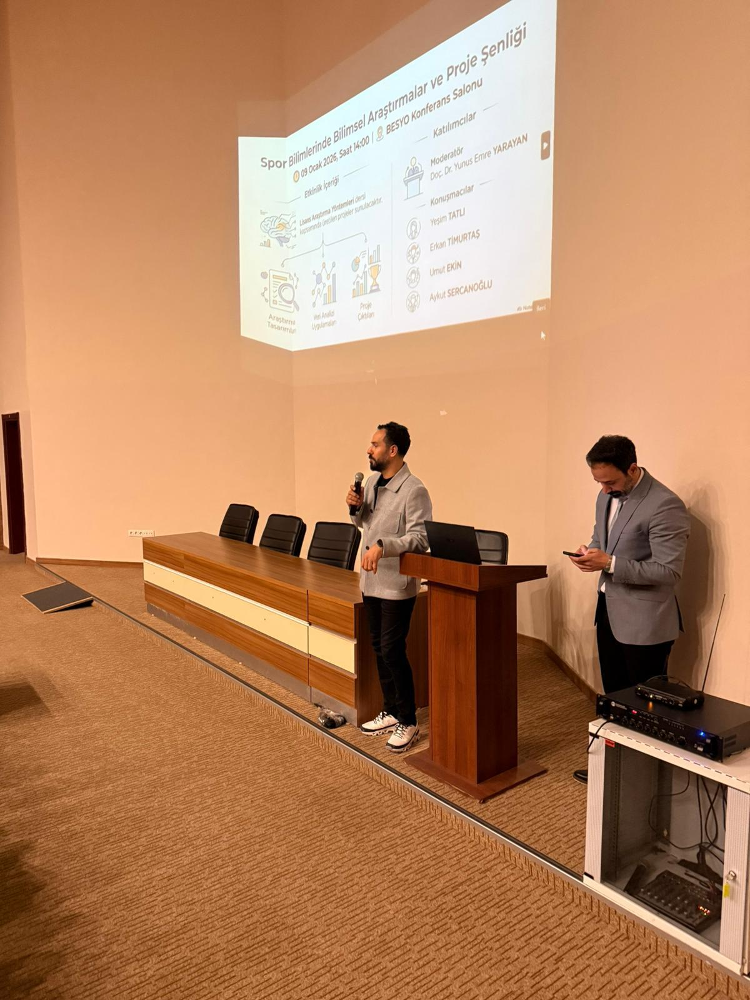 Spor Bilimlerinde Bilimsel Araştırmalar ve Proje Şenliği
09 Ocak 2026, Saat 14:00 | BESYO Konferans Salonu
Etkinlik İçeriği
Lisans Araştırma Yöntemleri dersi
kapsamında üretilen projeler sunulacaktır.
Araştırma
Tasarımları
Veri Analizi
Uygulamaları
Proje
Çıktıları
Katılımcılar
Moderatör
Doç. Dr. Yunus Emre YARAYAN
Konuşmacılar
Yeşim TATLI
Erkan TİMURTAŞ
Umut EKİN
Aykut SERCANOĞLU
İleri